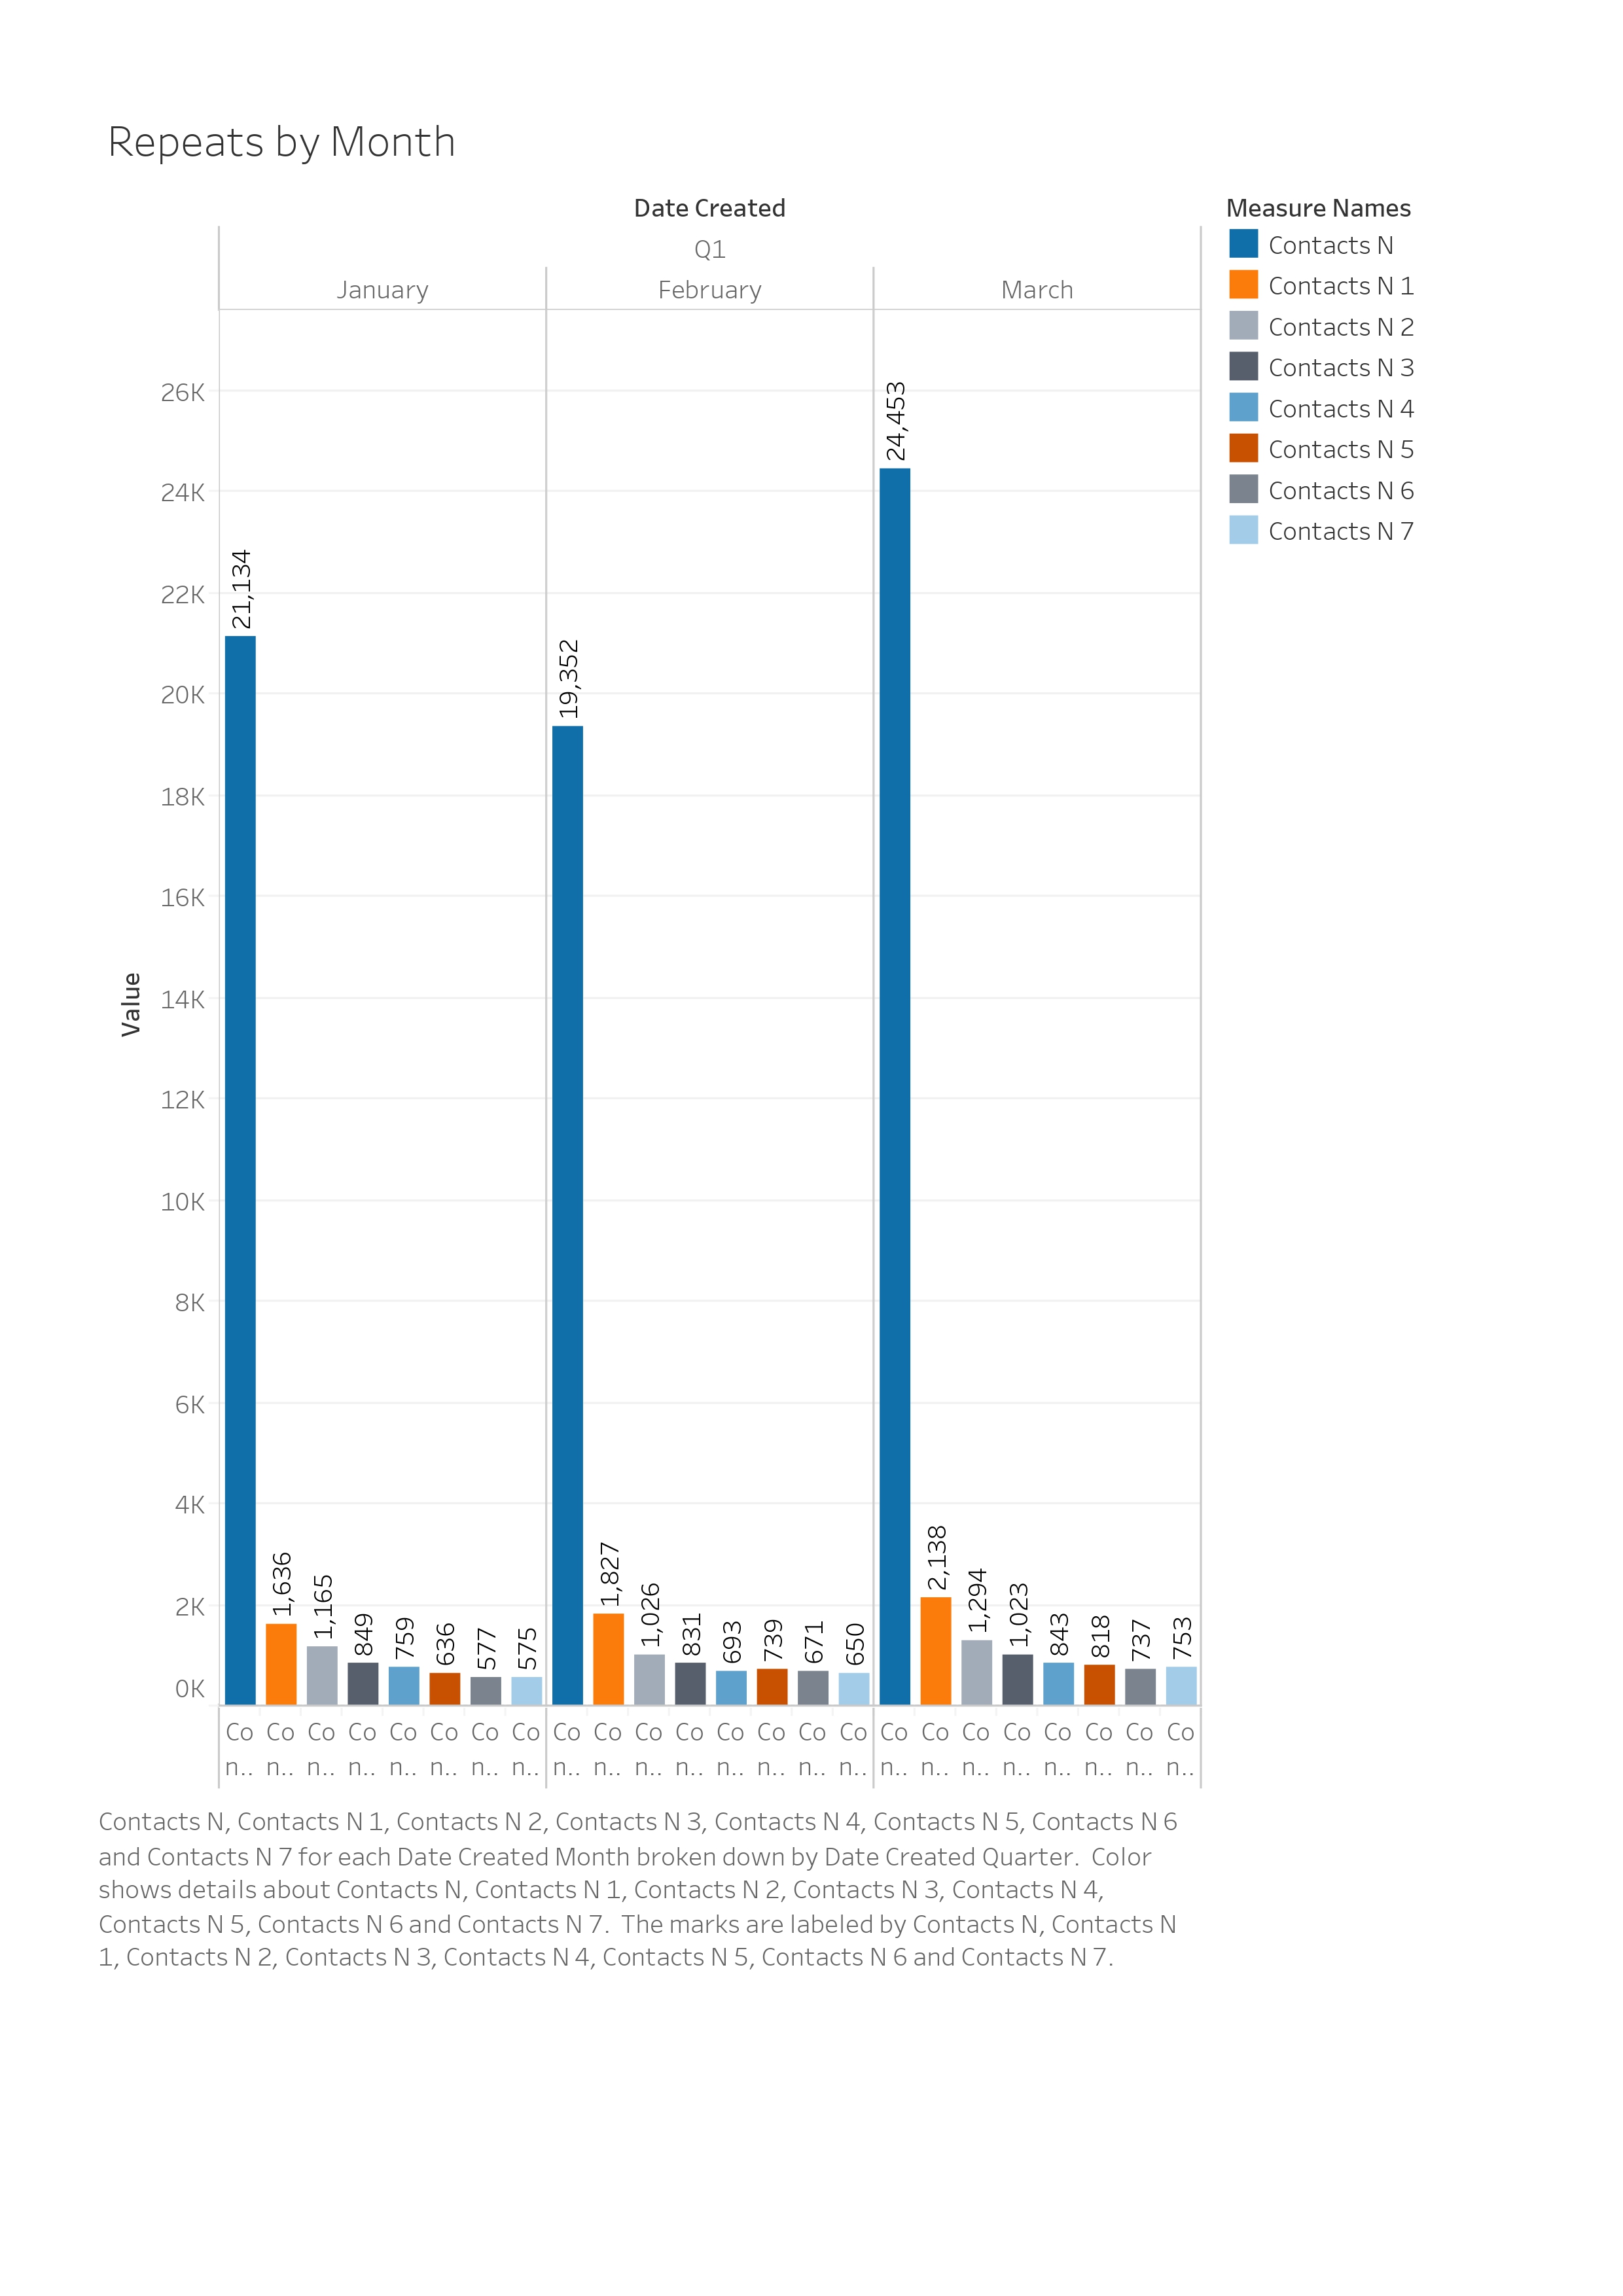 Repeats by Month
Date Created
Q1
January February March
Measure Names
Contacts N
Contacts N 1
Contacts N 2
Contacts N 3
Contacts N 4
Contacts N 5
Contacts N 6
Contacts N 7
Value
26K
24K
22K
20K
18K
16K
14K
12K
10K
8K
6K
4K
2K
0K
21,134
1,636
1,165
849
759
636
577
575
19,352
1,827
1,026
831
693
739
671
650
24,453
2,138
1,294
1,023
843
818
737
753
Co Co Co Co Co Co Co Co Co Co Co Co Co Co Co Co Co Co Co Co Co Co Co Co
n.. n.. n.. n.. n.. n.. n.. n.. n.. n.. n.. n.. n.. n.. n.. n.. n.. n.. n.. n.. n.. n.. n.. n..
Contacts N, Contacts N 1, Contacts N 2, Contacts N 3, Contacts N 4, Contacts N 5, Contacts N 6
and Contacts N 7 for each Date Created Month broken down by Date Created Quarter.  Color
shows details about Contacts N, Contacts N 1, Contacts N 2, Contacts N 3, Contacts N 4,
Contacts N 5, Contacts N 6 and Contacts N 7.  The marks are labeled by Contacts N, Contacts N
1, Contacts N 2, Contacts N 3, Contacts N 4, Contacts N 5, Contacts N 6 and Contacts N 7.